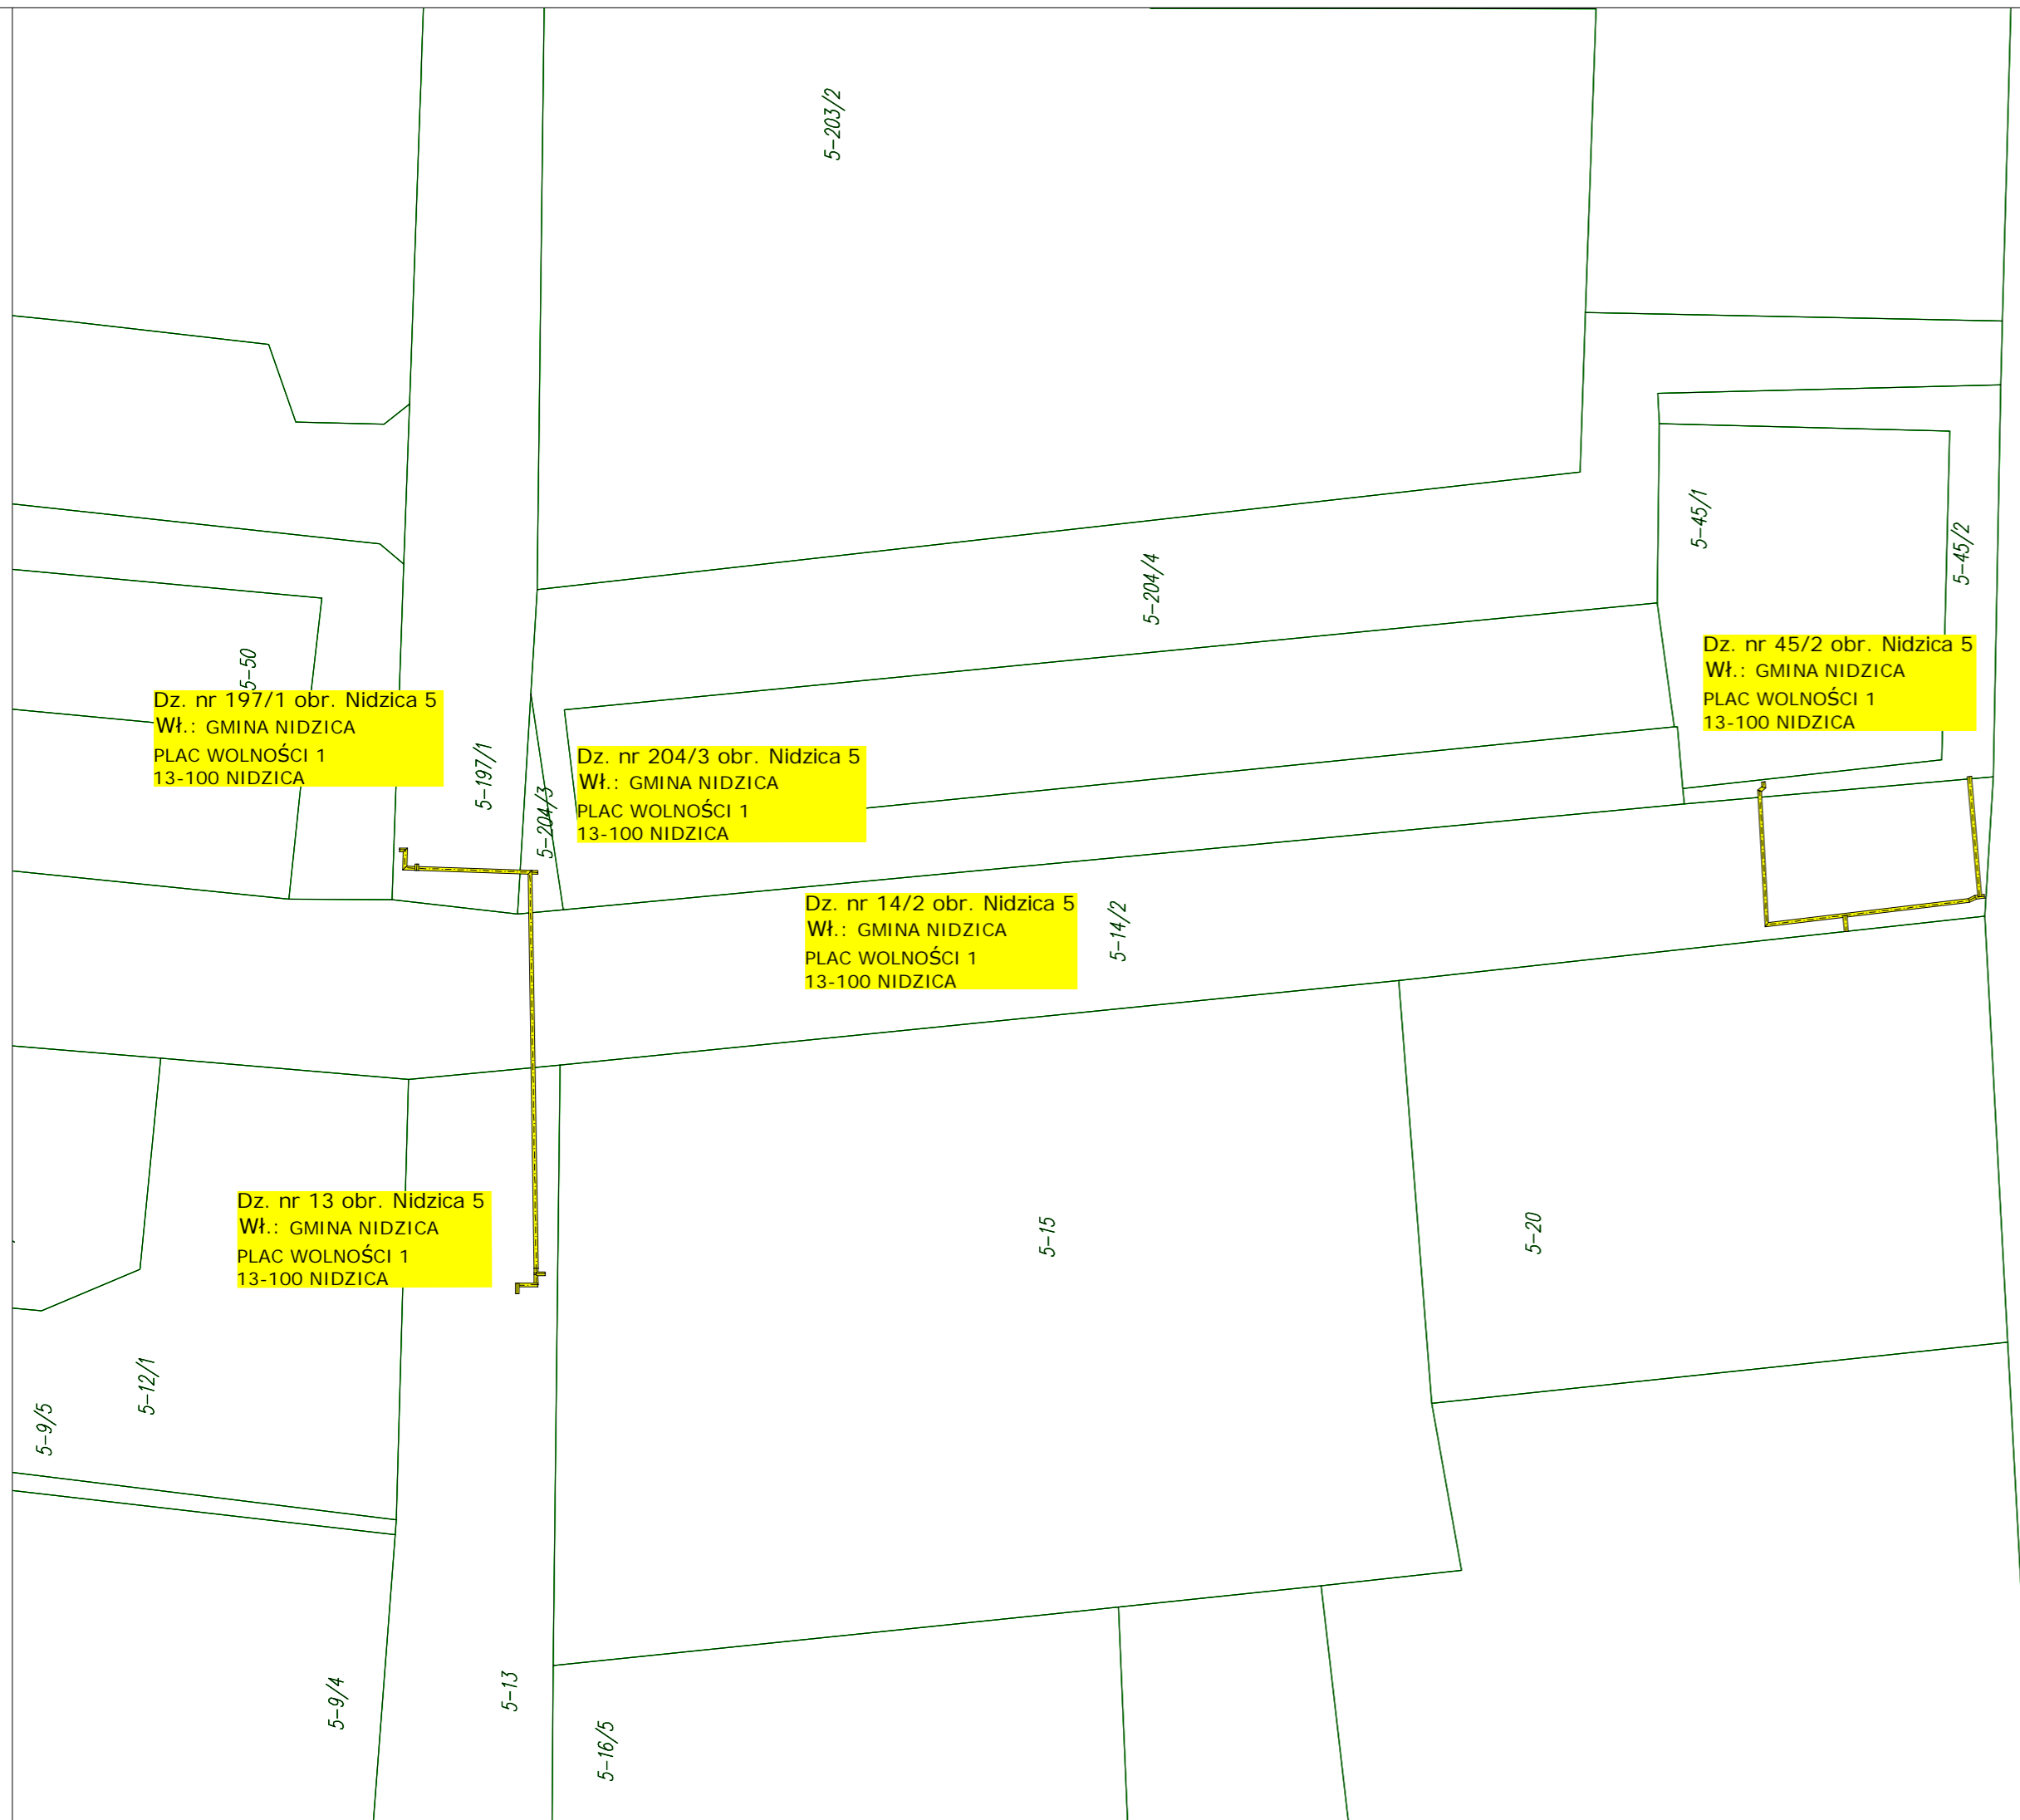 5-203/2
5-45/1
5-45/2
5-204/4
5-50
Dz. nr 45/2 obr. Nidzica 5
Wł.: GMINA NIDZICA
PLAC WOLNOŚCI 1
13-100 NIDZICA
Dz. nr 197/1 obr. Nidzica 5
Wł.: GMINA NIDZICA
PLAC WOLNOŚCI 1
13-100 NIDZICA
5-197/1
5-204/3
Dz. nr 204/3 obr. Nidzica 5
Wł.: GMINA NIDZICA
PLAC WOLNOŚCI 1
13-100 NIDZICA
Dz. nr 14/2 obr. Nidzica 5
Wł.: GMINA NIDZICA
PLAC WOLNOŚCI 1
13-100 NIDZICA
5-14/2
Dz. nr 13 obr. Nidzica 5
Wł.: GMINA NIDZICA
PLAC WOLNOŚCI 1
13-100 NIDZICA
5-15
5-20
5-12/1
5-9/5
5-9/4
5-13
5-16/5